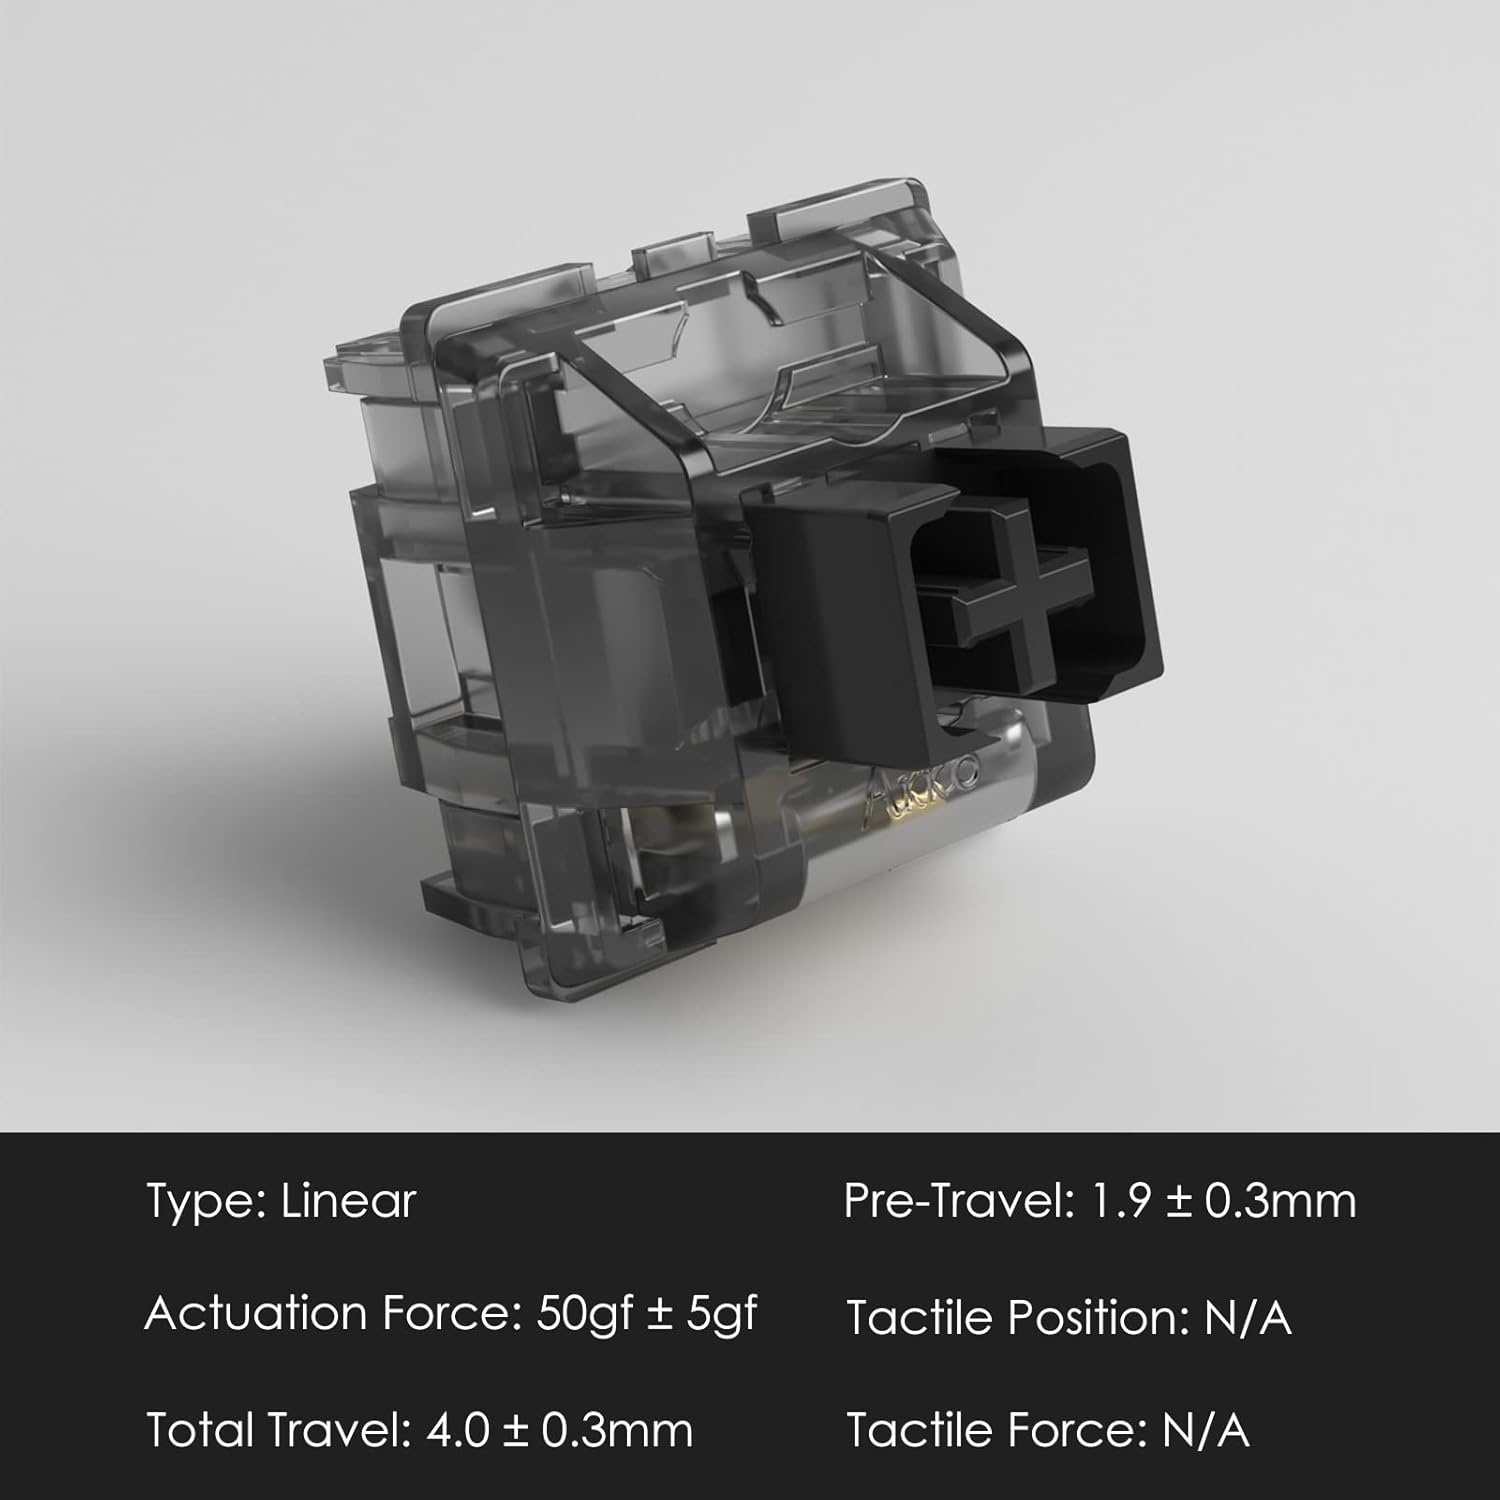 Akko
Type: Linear
Pre-Travel: 1.9 ± 0.3mm
Actuation Force: 50gf ± 5gf
Tactile Position: N/A
Total Travel: 4.0 ± 0.3mm
Tactile Force: N/A